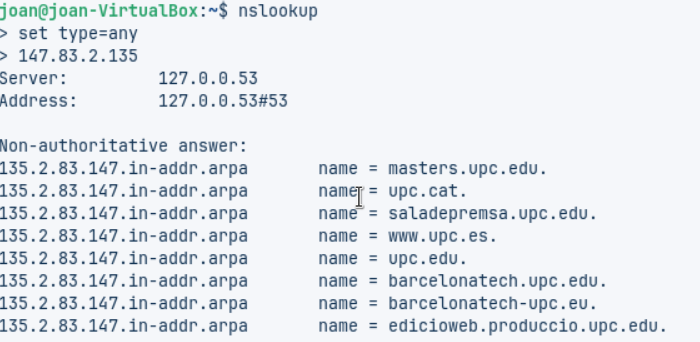 joan@joan-VirtualBox:~$ nslookup
> set type=any
> 147.83.2.135
Server: 127.0.0.53
Address: 127.0.0.53#53
Non-authoritative answer:
135.2.83.147.in-addr.arpa name = masters.upc.edu.
135.2.83.147.in-addr.arpa name = upc.cat.
135.2.83.147.in-addr.arpa name = saladepremsa.upc.edu.
135.2.83.147.in-addr.arpa name = www.upc.es.
135.2.83.147.in-addr.arpa name = upc.edu.
135.2.83.147.in-addr.arpa name = barcelonatech.upc.edu.
135.2.83.147.in-addr.arpa name = barcelonatech-upc.eu.
135.2.83.147.in-addr.arpa name = edicioweb.produccio.upc.edu.